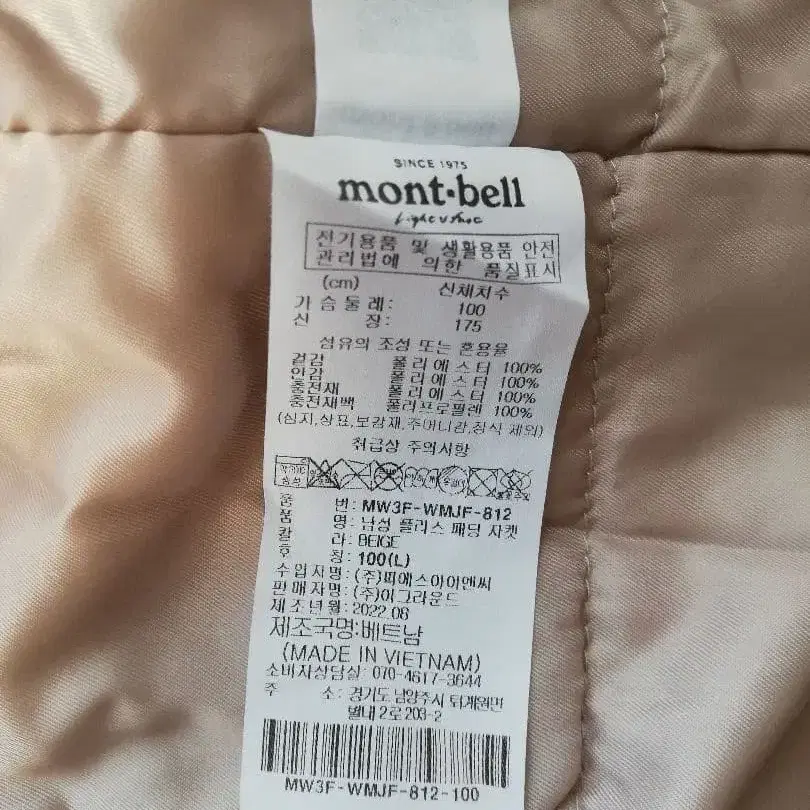 SINCE 1975
mont-bell
전기용품 및 생활용품 안전
관리법에 의한 품질표시
(cm) 신체치수
가 슴 둘 레: 100
신 장: 175
섬유의 조성 또는 혼용율
겉감 폴리에스터 100%
안감 폴리에스터 100%
충전재 폴리에스터 100%
충전재백 폴리프로필렌 100%
(심지,상표,보강재,주머니감,장식 제외)
취급상 주의사항
품 번: MW3F-WMJF-812
품 명: 남성 플리스 패딩 자켓
칼 라: BEIGE
호 칭: 100(L)
수입자명: (주)피에스아이앤씨
판매자명: (주)이그라운드
제조년월: 2022.08
제조국명:베트남
(MADE IN VIETNAM)
소비자상담실: 070-4617-3644
주 소: 경기도 남양주시 퇴계원면
별내2로 203-2
MW3F-WMJF-812-100